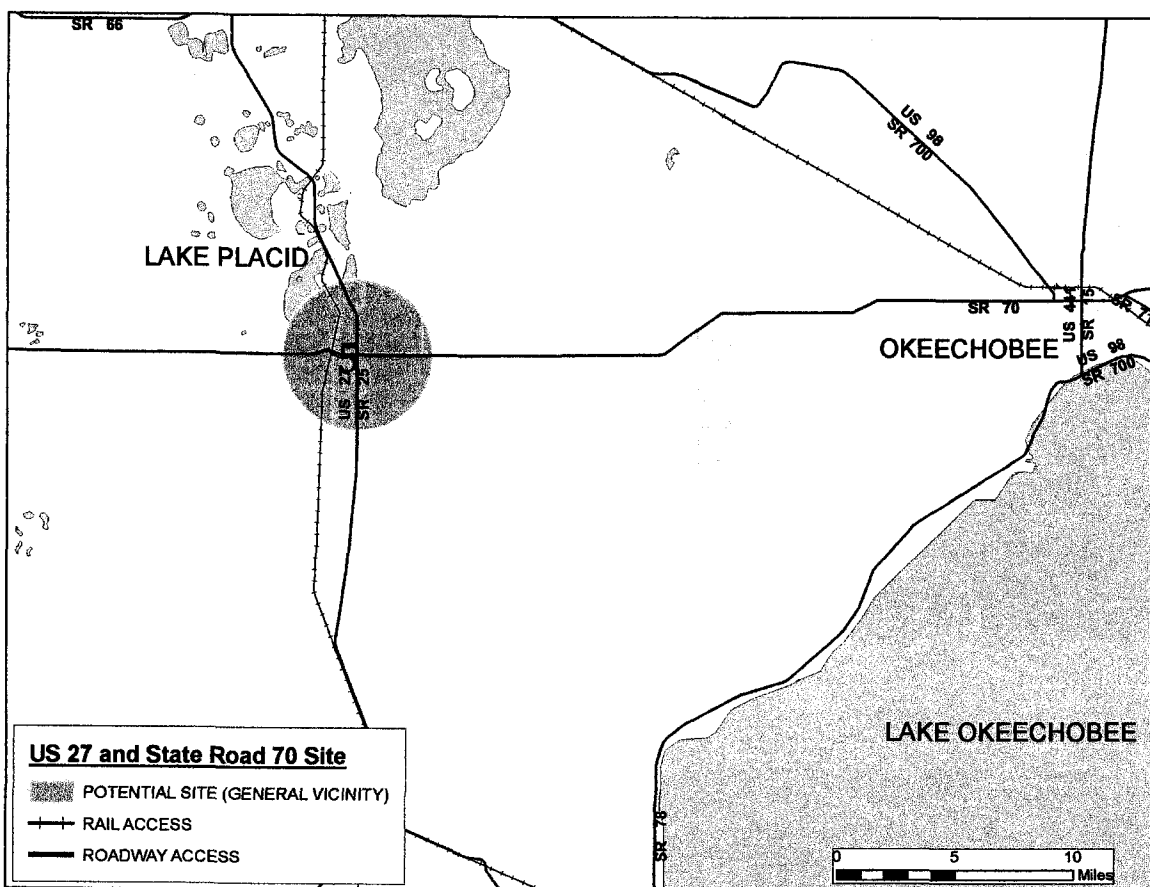 SR 66
US 98
SR 700
LAKE PLACID
SR 70
US 441
SR 15
SR 7
OKEECHOBEE
US 98
SR 700
US 27
SR 25
LAKE OKEECHOBEE
SR 78
US 27 and State Road 70 Site
POTENTIAL SITE (GENERAL VICINITY)
RAIL ACCESS
ROADWAY ACCESS
0 5 10
Miles